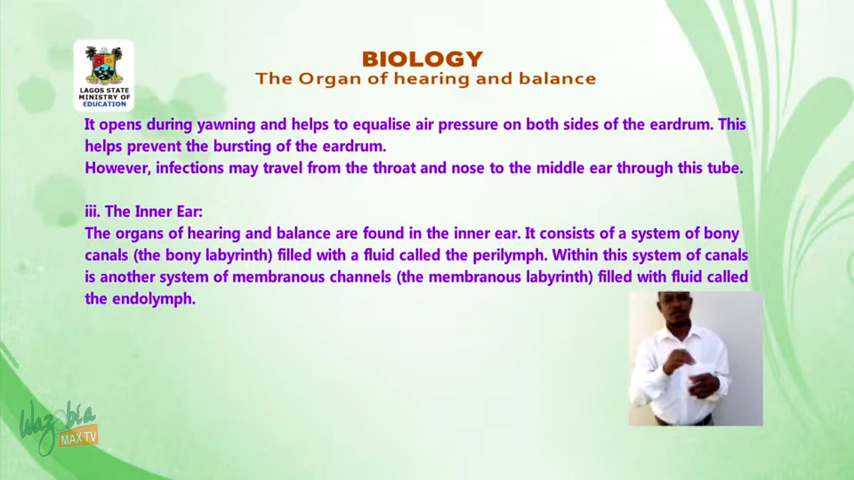 BIOLOGY
The Organ of hearing and balance
LAGOS STATE
MINISTRY OF
EDUCATION
It opens during yawning and helps to equalise air pressure on both sides of the eardrum. This
helps prevent the bursting of the eardrum.
However, infections may travel from the throat and nose to the middle ear through this tube.
iii. The Inner Ear:
The organs of hearing and balance are found in the inner ear. It consists of a system of bony
canals (the bony labyrinth) filled with a fluid called the perilymph. Within this system of canals
is another system of membranous channels (the membranous labyrinth) filled with fluid called
the endolymph.
Wazobia
MAX TV